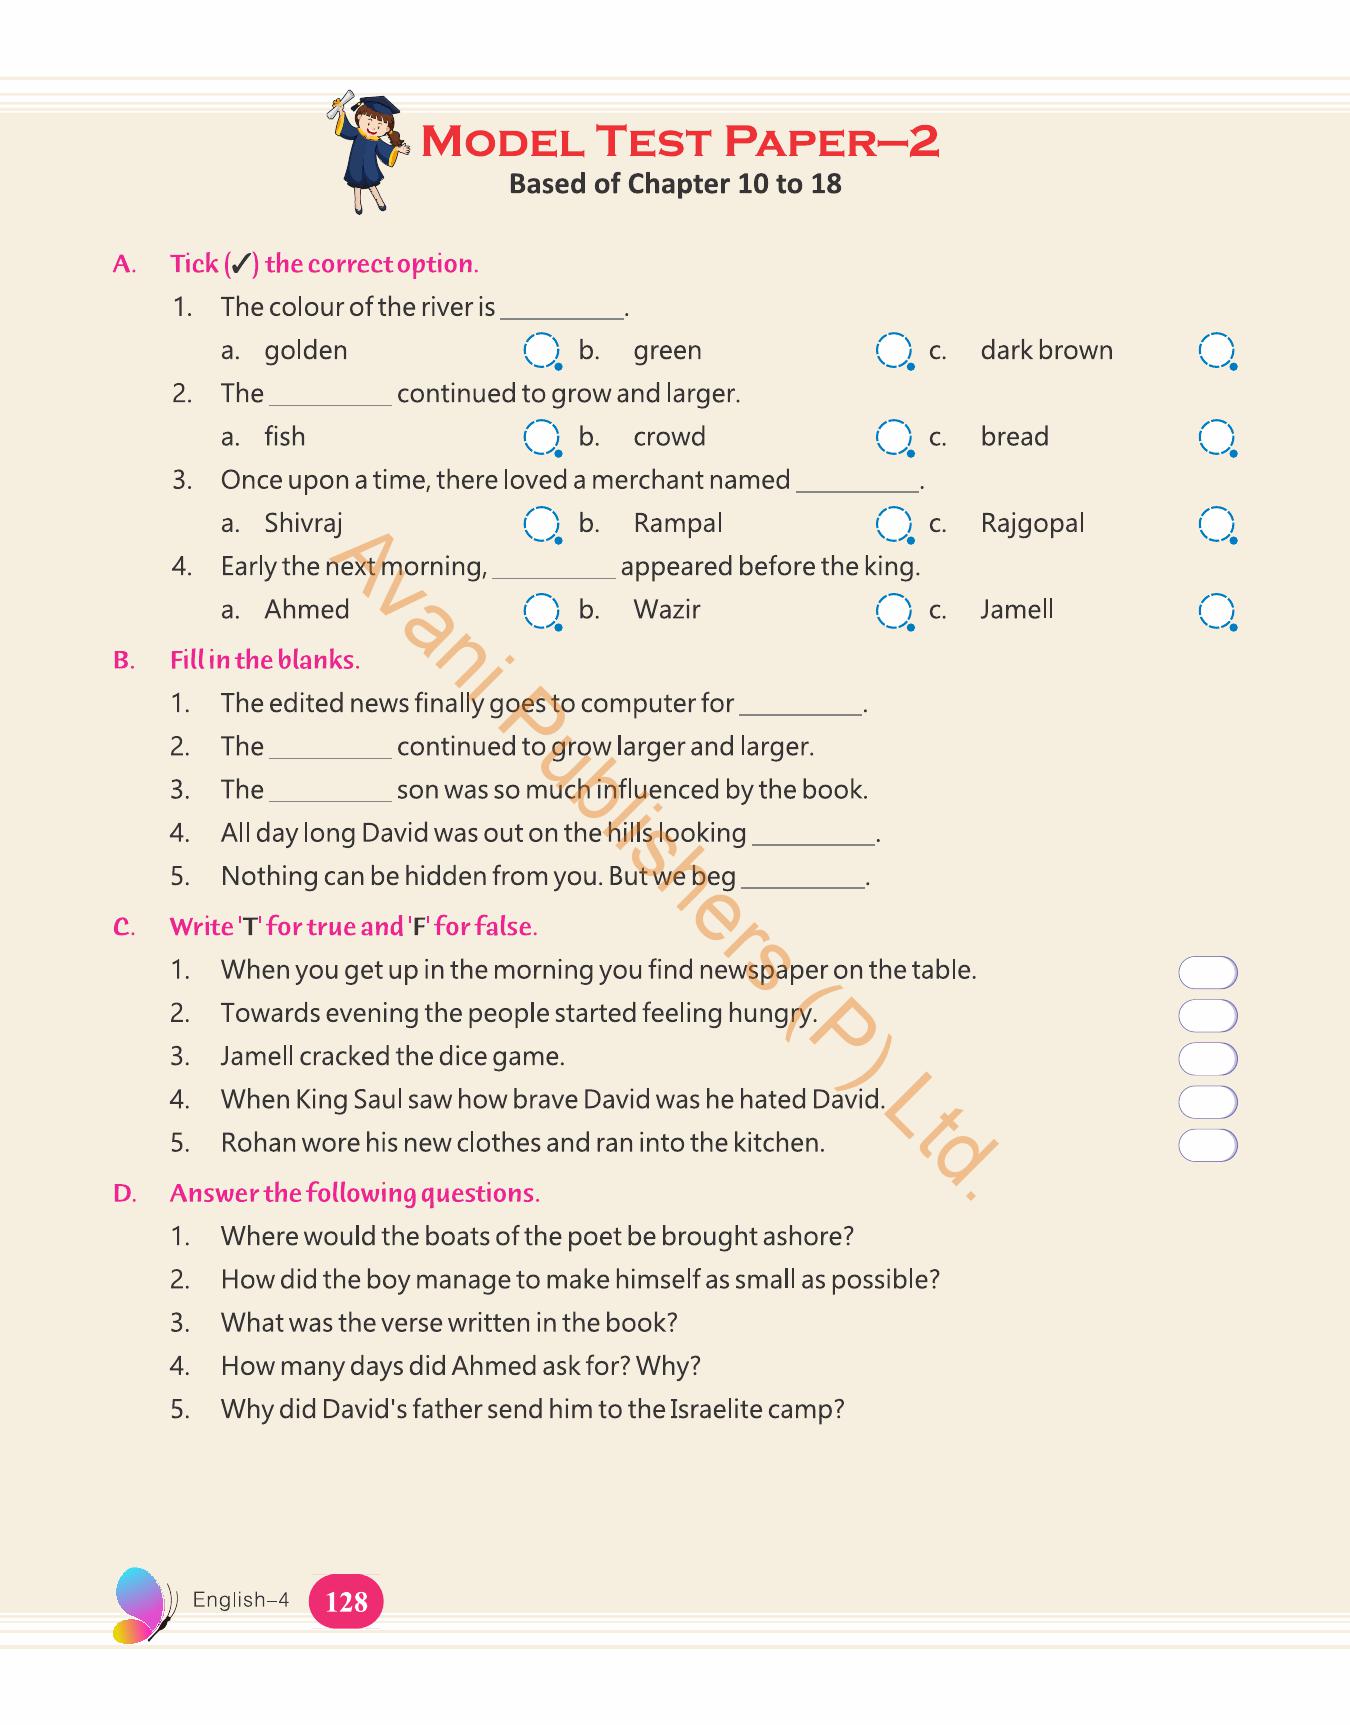 MODEL TEST PAPER–2
Based of Chapter 10 to 18
A. Tick (✓) the correct option.
1. The colour of the river is _________.
a. golden b. green c. dark brown
2. The _________ continued to grow and larger.
a. fish b. crowd c. bread
3. Once upon a time, there loved a merchant named _________.
a. Shivraj b. Rampal c. Rajgopal
4. Early the next morning, _________ appeared before the king.
a. Ahmed b. Wazir c. Jamell
B. Fill in the blanks.
1. The edited news finally goes to computer for _________.
2. The _________ continued to grow larger and larger.
3. The _________ son was so much influenced by the book.
4. All day long David was out on the hills looking _________.
5. Nothing can be hidden from you. But we beg _________.
C. Write 'T' for true and 'F' for false.
1. When you get up in the morning you find newspaper on the table.
2. Towards evening the people started feeling hungry.
3. Jamell cracked the dice game.
4. When King Saul saw how brave David was he hated David.
5. Rohan wore his new clothes and ran into the kitchen.
D. Answer the following questions.
1. Where would the boats of the poet be brought ashore?
2. How did the boy manage to make himself as small as possible?
3. What was the verse written in the book?
4. How many days did Ahmed ask for? Why?
5. Why did David's father send him to the Israelite camp?
Avani Publishers (P) Ltd.
English–4 128